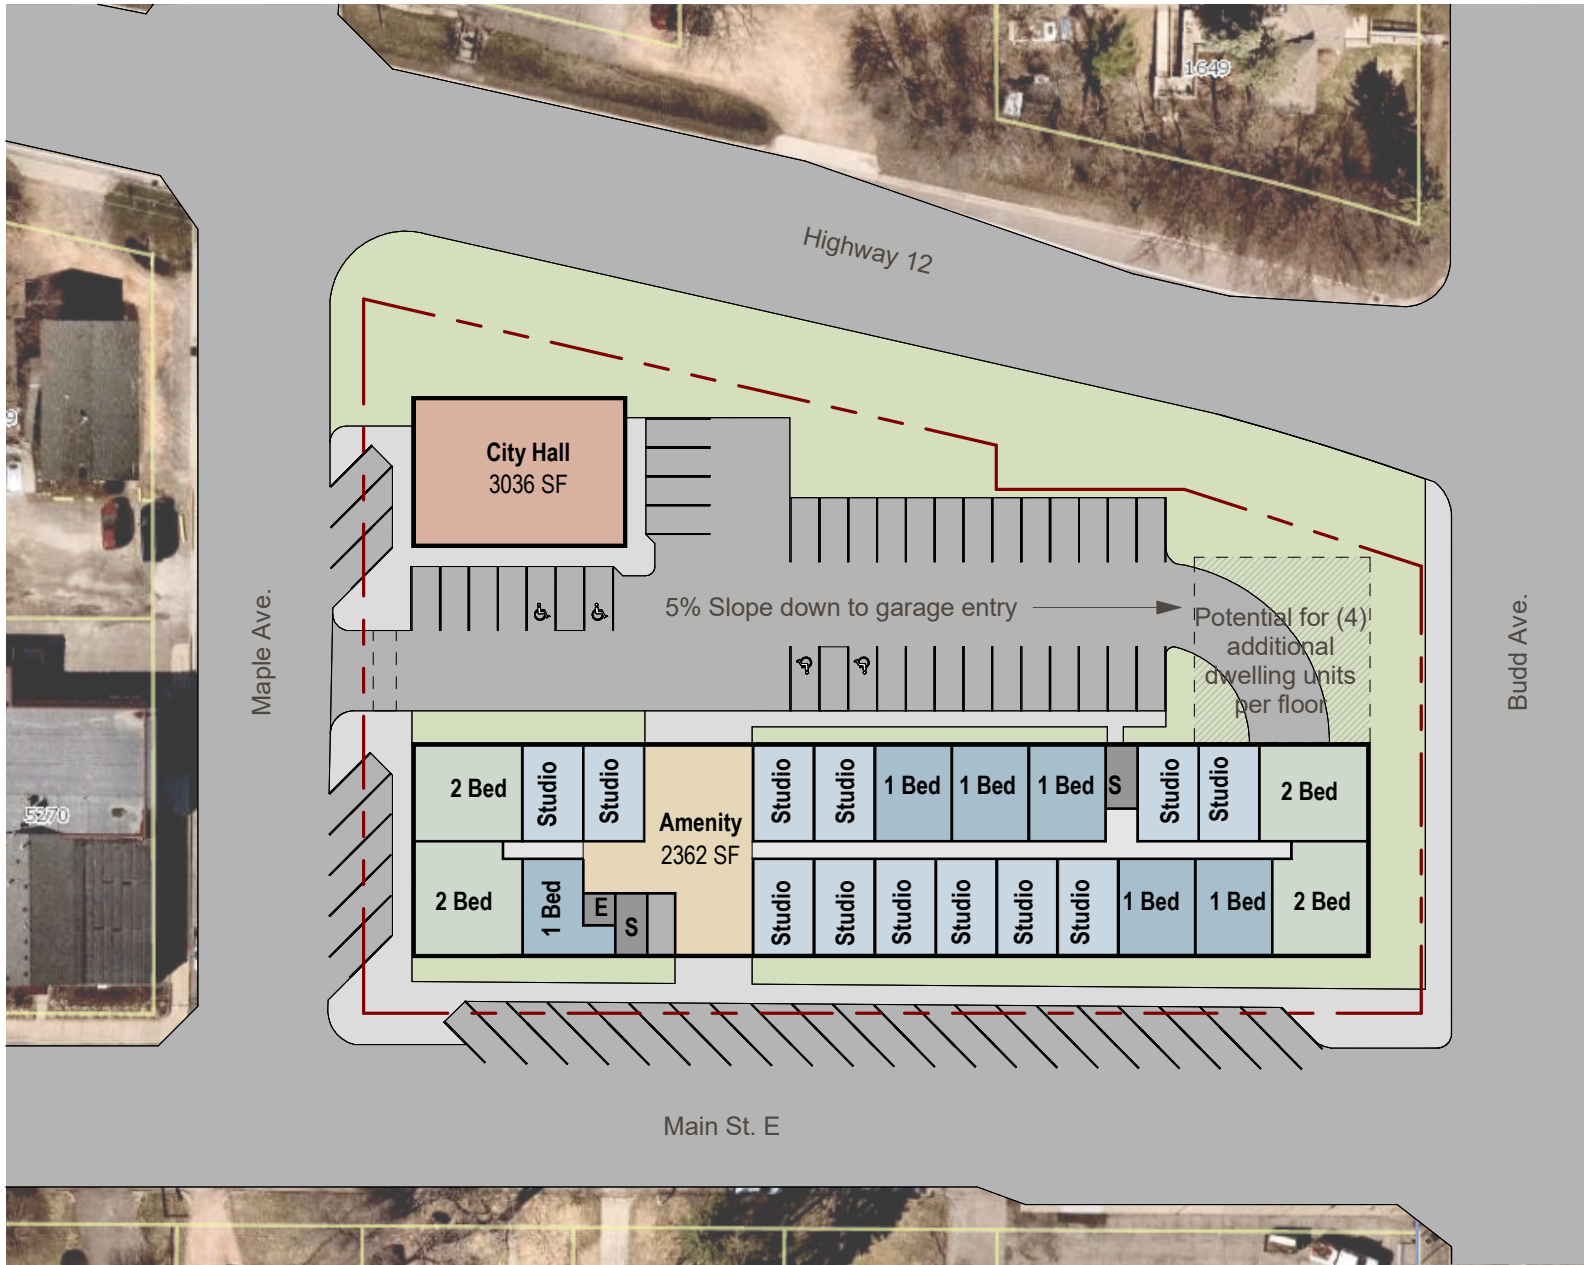 1649
Highway 12
9
City Hall
3036 SF
Maple Ave.
5% Slope down to garage entry
Potential for (4)
additional
dwelling units
per floor
Budd Ave.
2 Bed
Studio
Studio
Studio
Studio
1 Bed
1 Bed
1 Bed
S
Studio
Studio
2 Bed
Amenity
2362 SF
5270
2 Bed
1 Bed
E
S
Studio
Studio
Studio
Studio
Studio
Studio
1 Bed
1 Bed
2 Bed
Main St. E